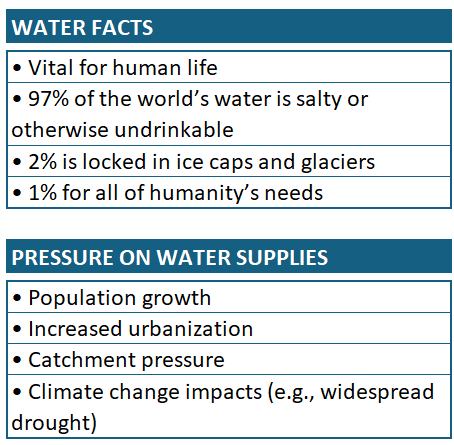 WATER FACTS
• Vital for human life
• 97% of the world’s water is salty or
otherwise undrinkable
• 2% is locked in ice caps and glaciers
• 1% for all of humanity’s needs
PRESSURE ON WATER SUPPLIES
• Population growth
• Increased urbanization
• Catchment pressure
• Climate change impacts (e.g., widespread
drought)